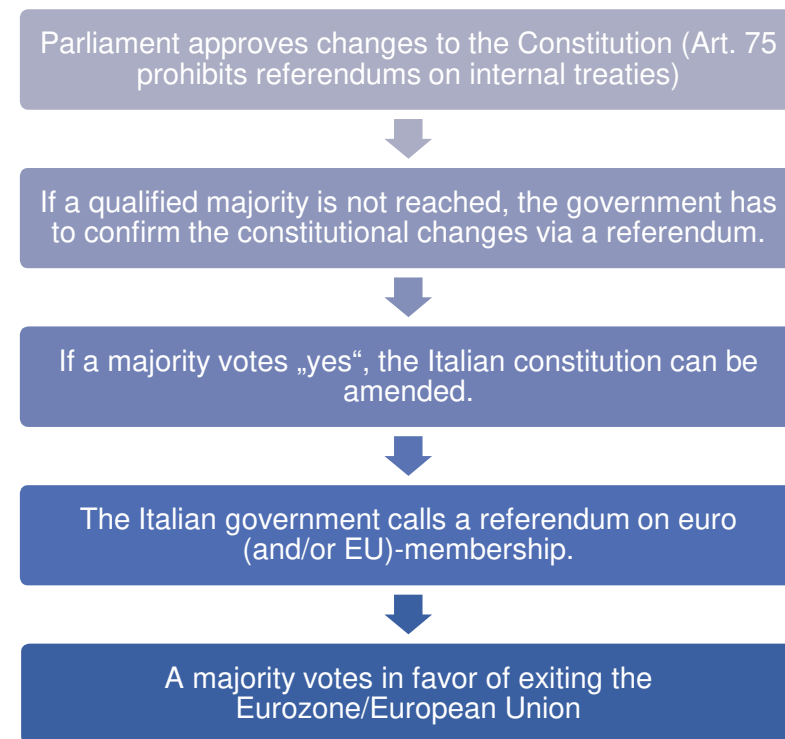 Parliament approves changes to the Constitution (Art. 75
prohibits referendums on internal treaties)
If a qualified majority is not reached, the government has
to confirm the constitutional changes via a referendum.
If a majority votes „yes“, the Italian constitution can be
amended.
The Italian government calls a referendum on euro
(and/or EU)-membership.
A majority votes in favor of exiting the
Eurozone/European Union